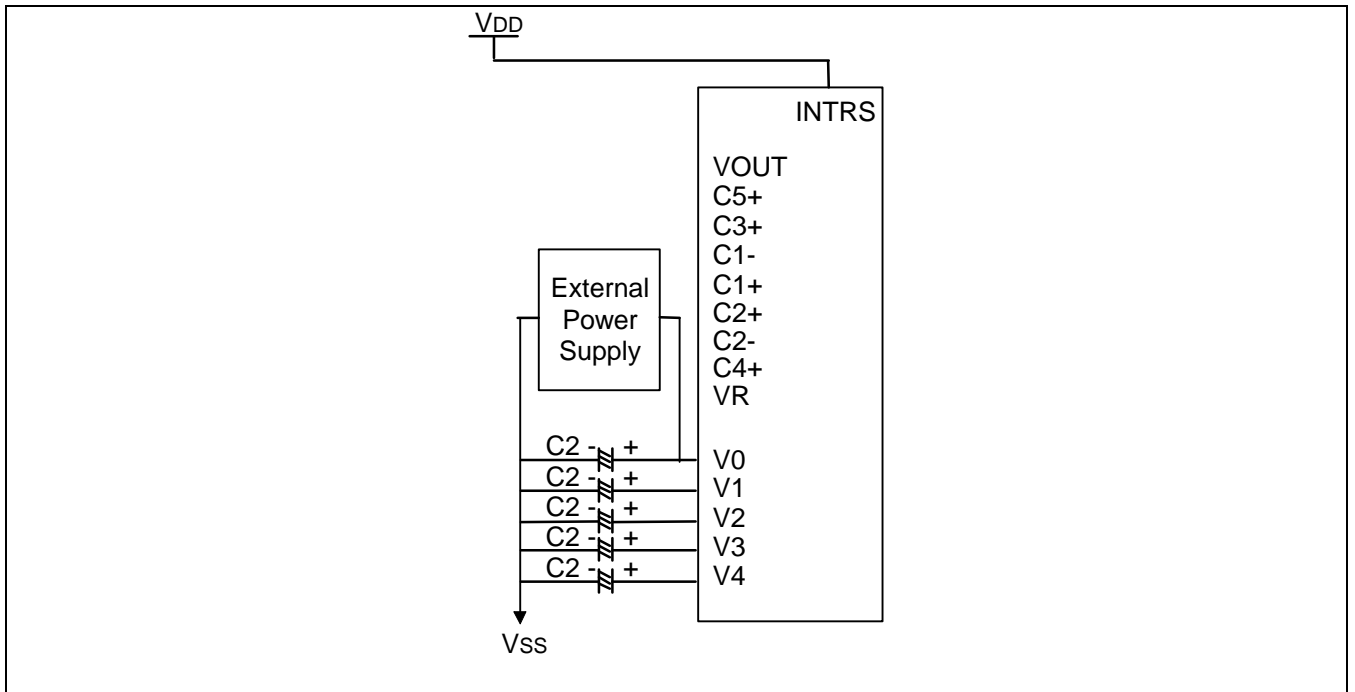 VDD
INTRS
VOUT
C5+
C3+
C1-
C1+
C2+
C2-
C4+
VR
External
Power
Supply
C2 - + V0
C2 - + V1
C2 - + V2
C2 - + V3
C2 - + V4
Vss